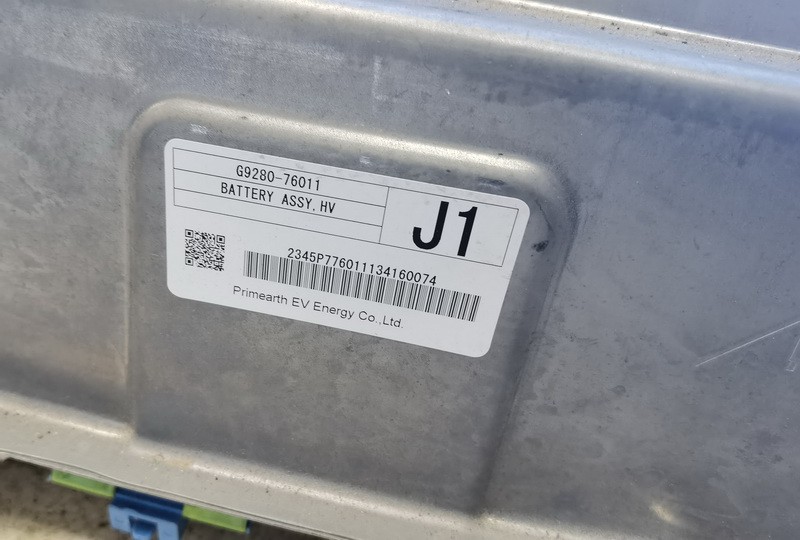 G9280-76011
BATTERY ASSY,HV
J1
2345P776011134160074
Primearth EV Energy Co.,Ltd.